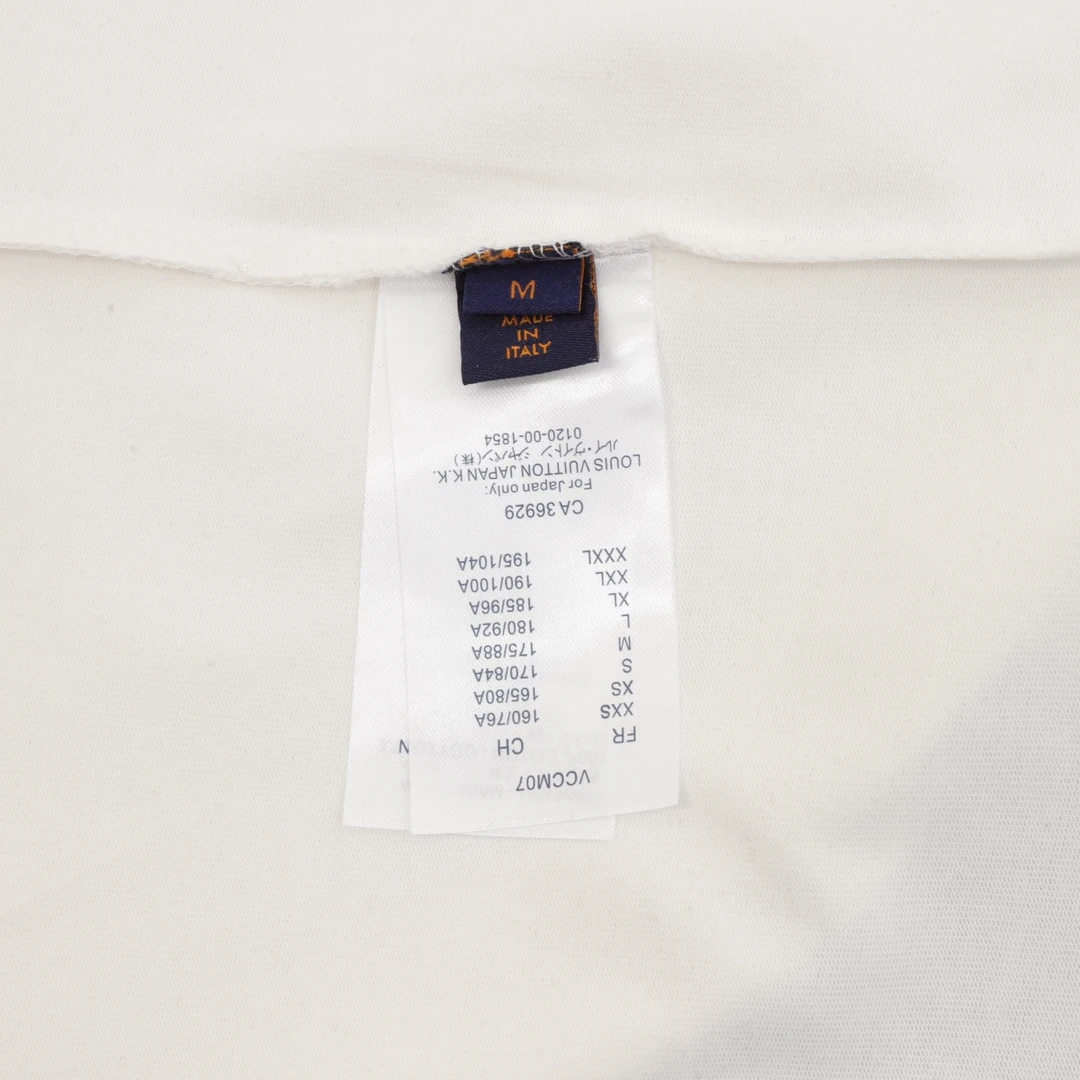 M
MADE
IN
ITALY
VCCM07
FR CH
XXS 160/76A
XS 165/80A
S 170/84A
M 175/88A
L 180/92A
XL 185/96A
XXL 190/100A
XXXL 195/104A
CA 36929
For Japan only:
LOUIS VUITTON JAPAN K.K.
ルイ・ヴィトン ジャパン(株)
0120-00-1854
N